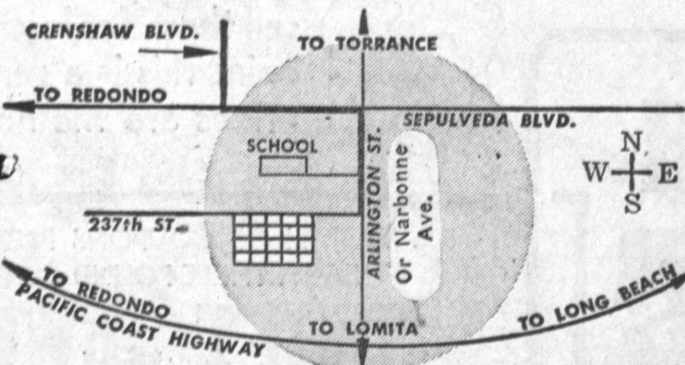 CRENSHAW BLVD.
TO TORRANCE
TO REDONDO
SEPULVEDA BLVD.
SCHOOL
N
W E
S
ARLINGTON ST.
Or Narbonne
Ave.
237th ST.
TO REDONDO
PACIFIC COAST HIGHWAY
TO LOMITA
TO LONG BEACH